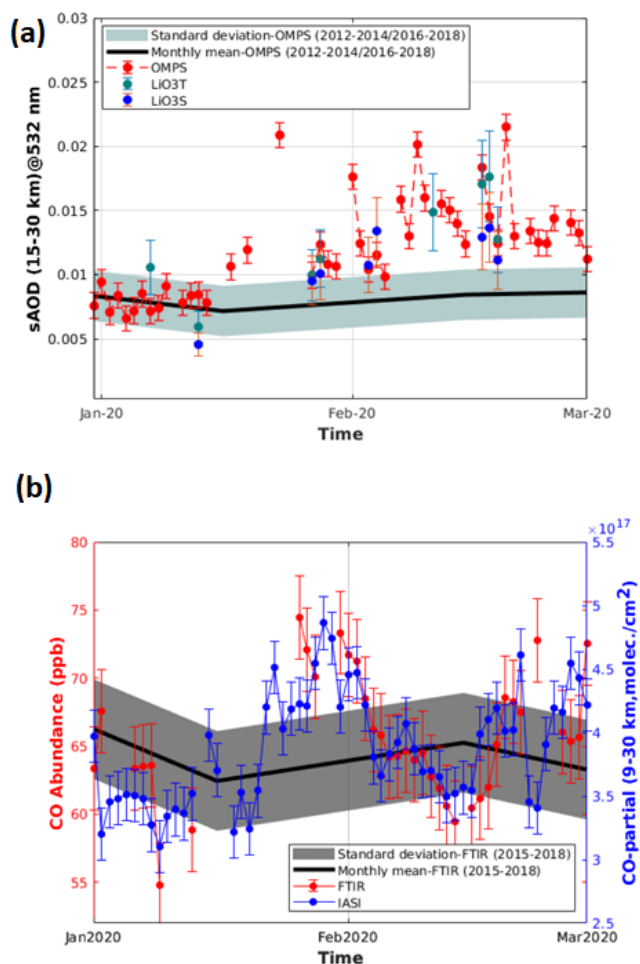 (a)
0.03
0.025
0.02
0.015
0.01
0.005
sAOD (15-30 km)@532 nm
Standard deviation-OMPS (2012-2014/2016-2018)
Monthly mean-OMPS (2012-2014/2016-2018)
OMPS
LiO3T
LiO3S
Jan-20 Feb-20 Mar-20
Time
(b)
×10^17
80
75
70
65
60
55
CO Abundance (ppb)
5.5
5
4.5
4
3.5
3
2.5
CO-partial (9-30 km,molec./cm²)
Standard deviation-FTIR (2015-2018)
Monthly mean-FTIR (2015-2018)
FTIR
IASI
Jan2020 Feb2020 Mar2020
Time